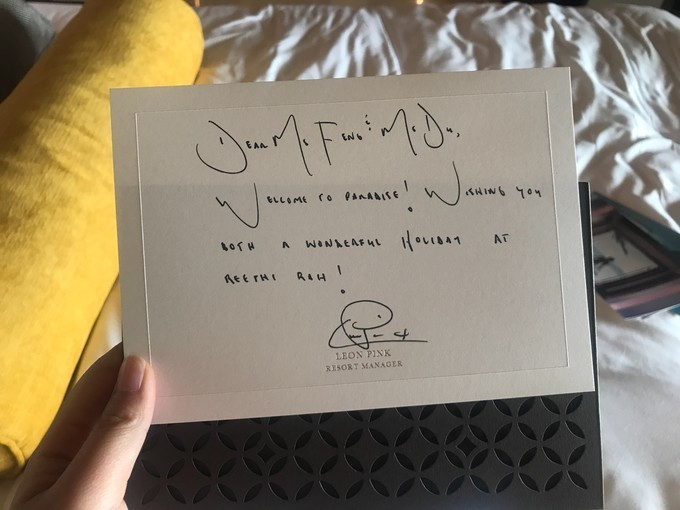 DEAR Ms FENG & Ms DU,
WELCOME TO PARADISE! WISHING YOU
BOTH A WONDERFUL HOLIDAY AT
REETHI RAH!
LEON PINK
RESORT MANAGER